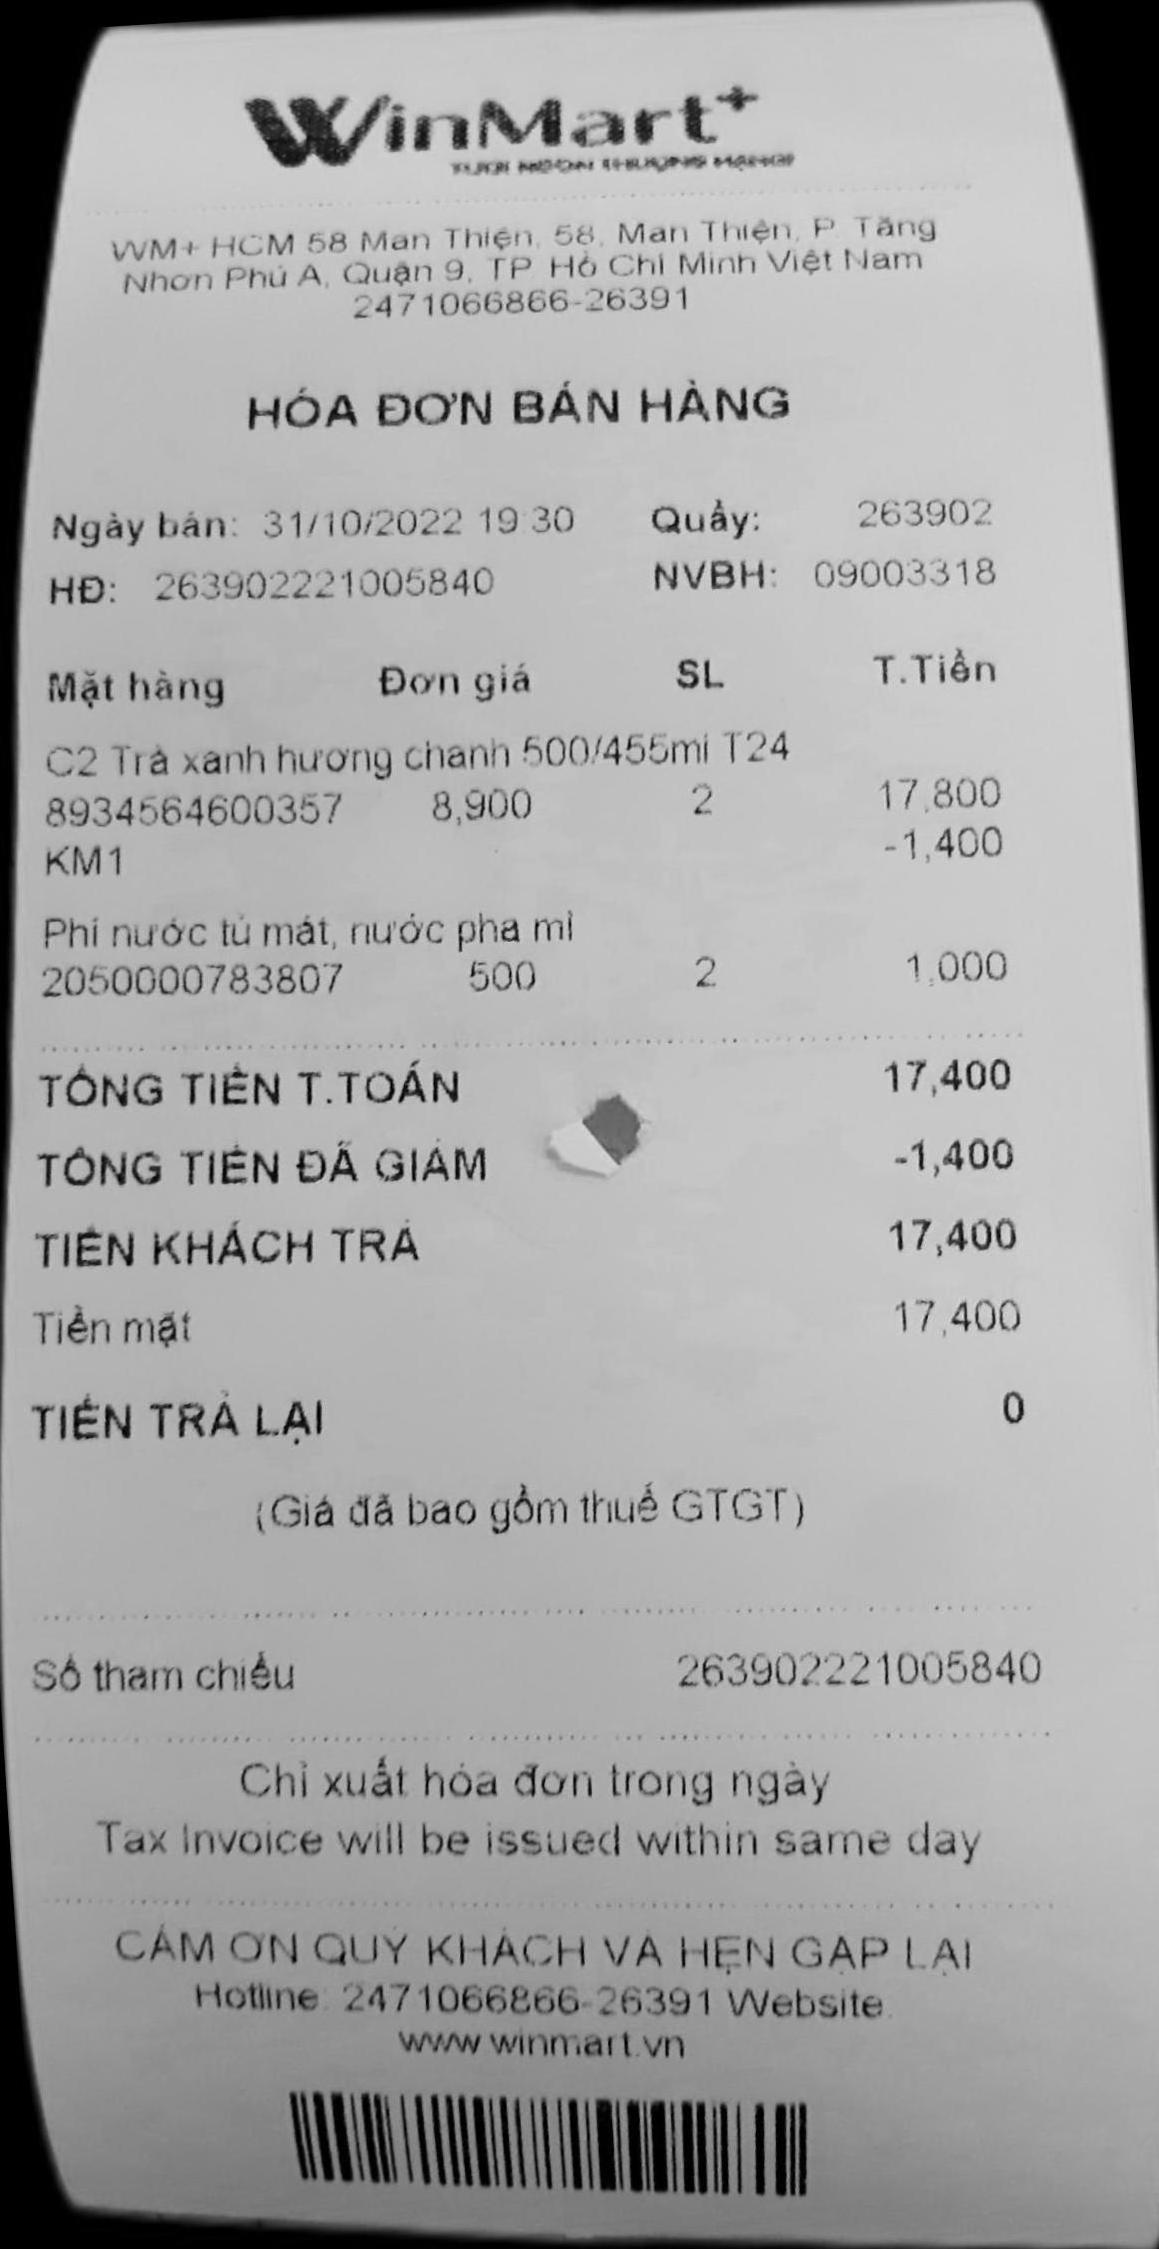 WinMart+
TƯƠI NGON THƯỢNG HẠNG!
WM+ HCM 58 Man Thiện, 58, Man Thiện, P. Tăng
Nhơn Phú A, Quận 9, TP. Hồ Chí Minh Việt Nam
2471066866-26391
HÓA ĐƠN BÁN HÀNG
Ngày bán: 31/10/2022 19:30 Quầy: 263902
HĐ: 263902221005840 NVBH: 09003318
Mặt hàng Đơn giá SL T.Tiền
C2 Trà xanh hương chanh 500/455ml T24
8934564600357 8,900 2 17,800
KM1 -1,400
Phí nước tủ mát, nước pha mì
2050000783807 500 2 1,000
TỔNG TIỀN T.TOÁN 17,400
TỔNG TIỀN ĐÃ GIẢM -1,400
TIỀN KHÁCH TRẢ 17,400
Tiền mặt 17,400
TIỀN TRẢ LẠI 0
(Giá đã bao gồm thuế GTGT)
Số tham chiếu 263902221005840
Chỉ xuất hóa đơn trong ngày
Tax Invoice will be issued within same day
CẢM ƠN QUÝ KHÁCH VÀ HẸN GẶP LẠI
Hotline: 2471066866-26391 Website:
www.winmart.vn